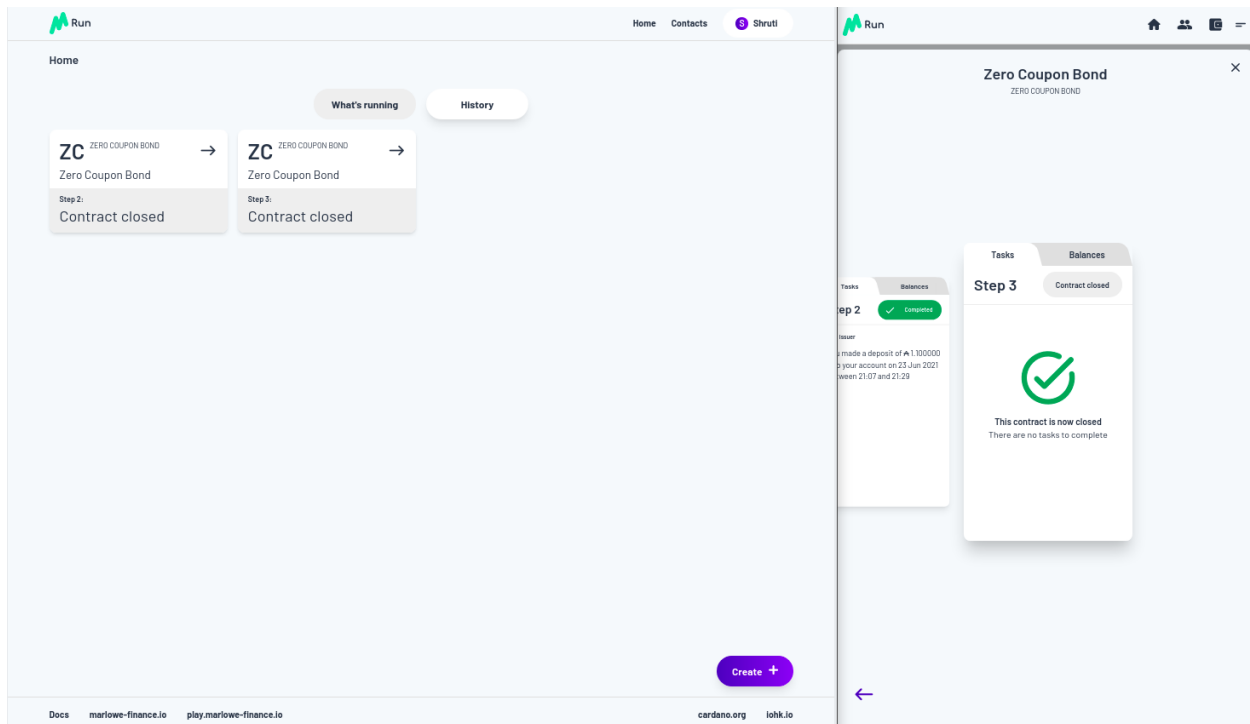 Run
Home Contacts S Shruti
Home
What's running History
ZC ZERO COUPON BOND
Zero Coupon Bond
Step 2:
Contract closed
ZC ZERO COUPON BOND
Zero Coupon Bond
Step 3:
Contract closed
Create +
Docs marlowe-finance.io play.marlowe-finance.io cardano.org iohk.io
Run
Zero Coupon Bond
ZERO COUPON BOND
Tasks Balances
ep 2 Completed
issuer
made a deposit of ₳ 1.100000
o your account on 23 Jun 2021
ween 21:07 and 21:29
Tasks Balances
Step 3 Contract closed
This contract is now closed
There are no tasks to complete